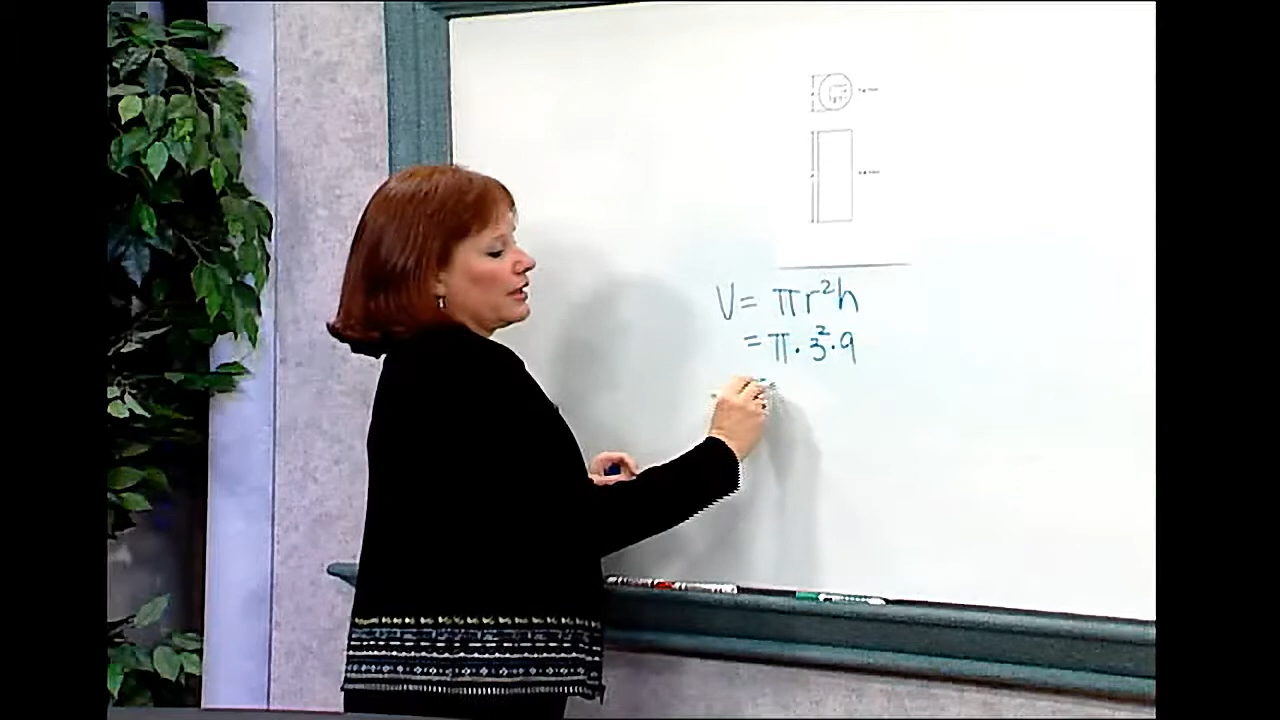 V = πr²h
= π · 3² · 9
=